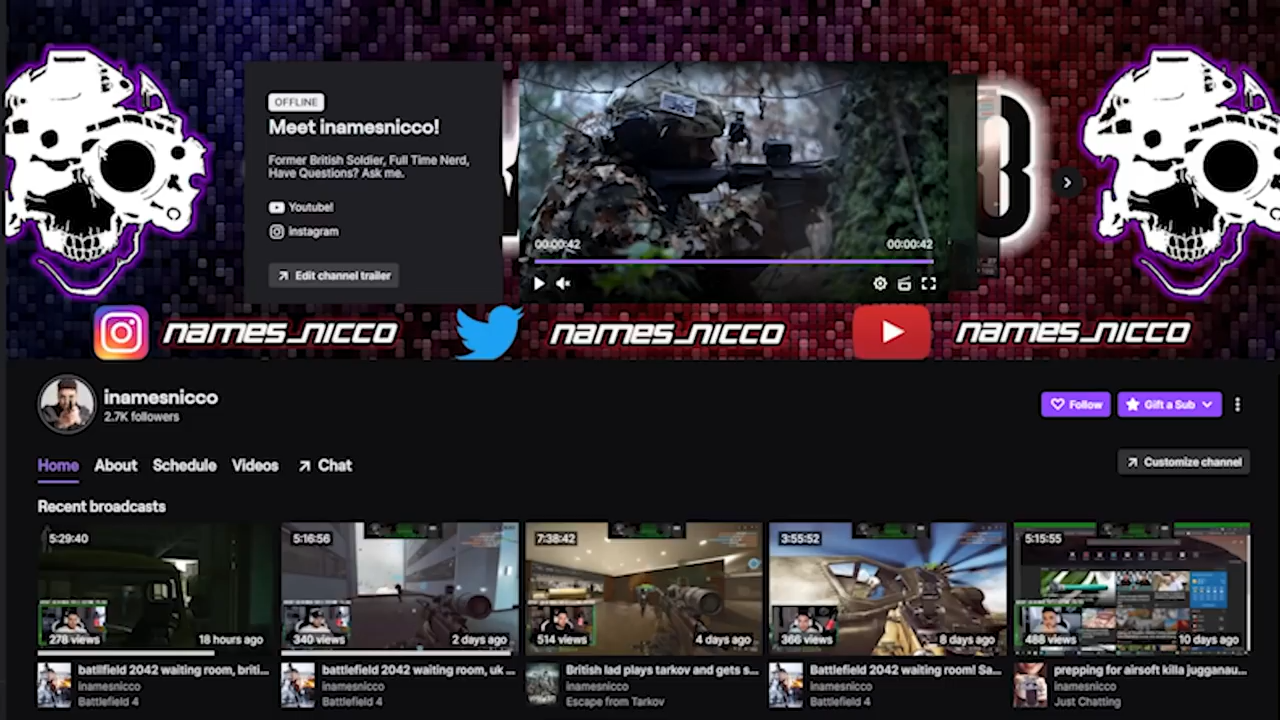 OFFLINE
Meet inamesnicco!
Former British Soldier, Full Time Nerd,
Have Questions? Ask me.
Youtube!
instagram
Edit channel trailer
00:00:42
00:00:42
NAMES_NICCO
NAMES_NICCO
NAMES_NICCO
inamesnicco
2.7K followers
Follow
Gift a Sub
Home
About
Schedule
Videos
Chat
Customize channel
Recent broadcasts
5:29:40
278 views
18 hours ago
batllfield 2042 waiting room, briti...
inamesnicco
Battlefield 4
5:16:56
340 views
2 days ago
battlefield 2042 waiting room, uk ...
inamesnicco
Battlefield 4
7:38:42
514 views
4 days ago
British lad plays tarkov and gets s...
inamesnicco
Escape from Tarkov
3:55:52
366 views
8 days ago
Battlefield 2042 waiting room! Sa...
inamesnicco
Battlefield 4
5:15:55
488 views
10 days ago
prepping for airsoft killa jugganau...
inamesnicco
Just Chatting